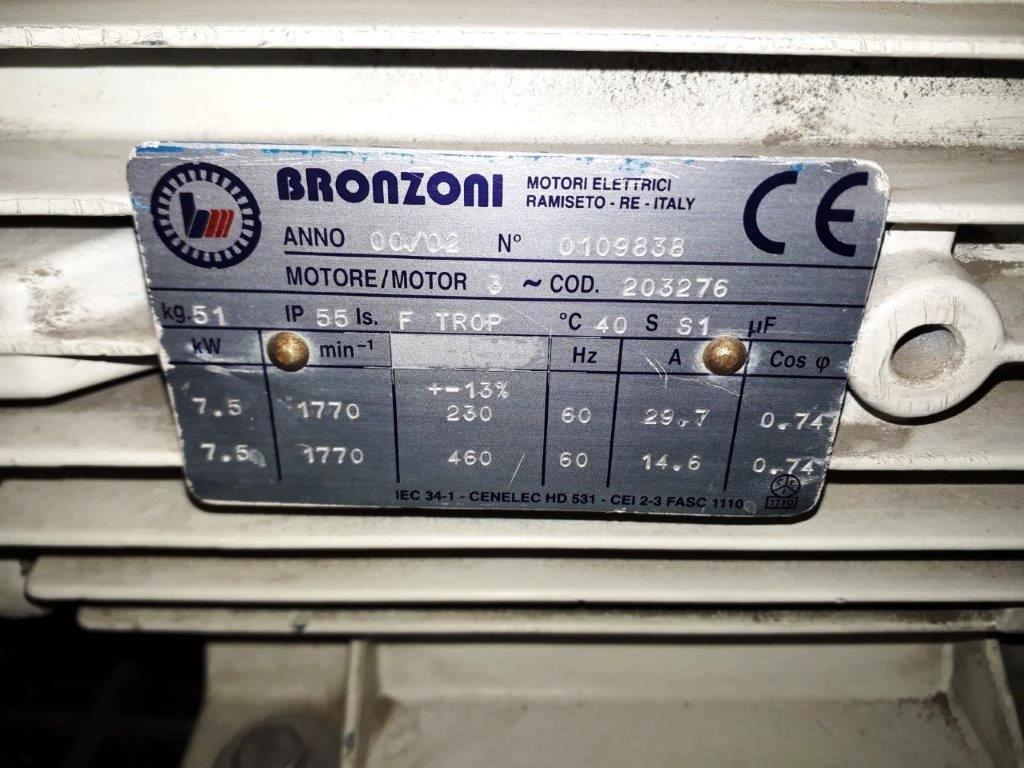 bm
BRONZONI
MOTORI ELETTRICI
RAMISETO - RE - ITALY
CE
ANNO 00/02 N° 0109838
MOTORE/MOTOR 3 ~ COD. 203276
kg. 51 IP 55 Is. F TROP °C 40 S S1 µF
kW min-1 Hz A Cos φ
+-13%
7.5 1770 230 60 29.7 0.74
7.5 1770 460 60 14.6 0.74
IEC 34-1 - CENELEC HD 531 - CEI 2-3 FASC 1110
1110